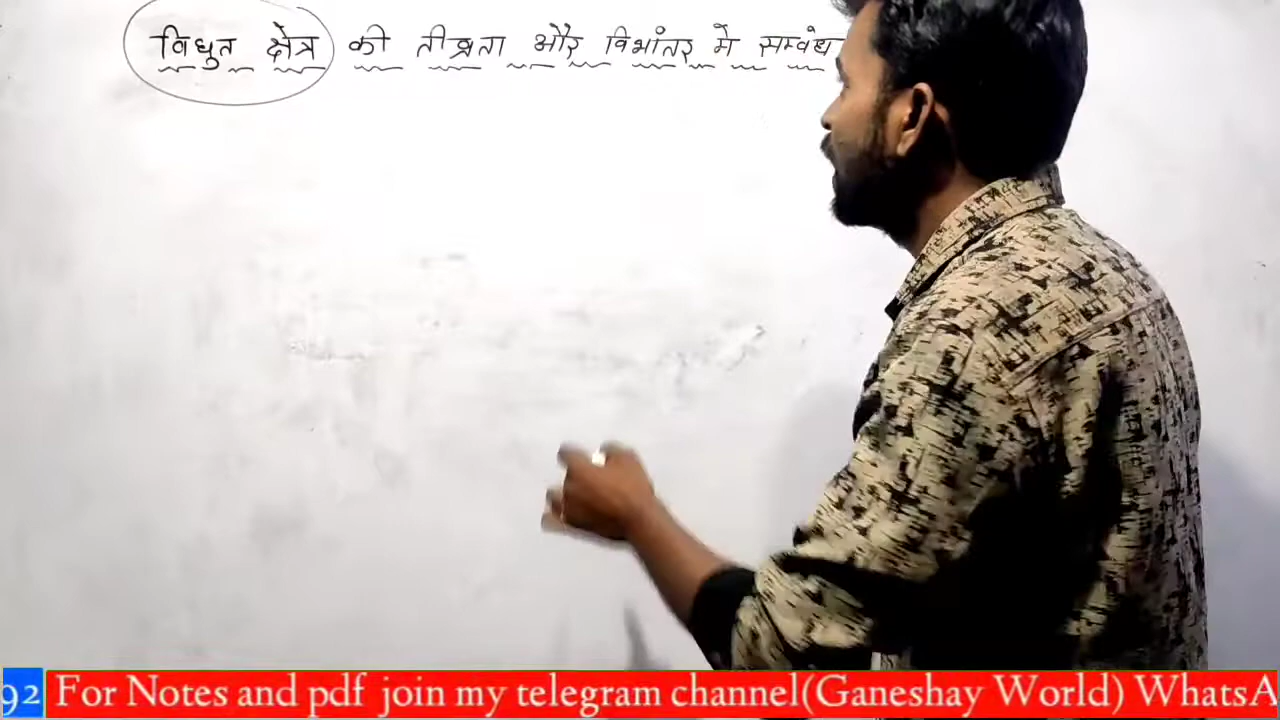 विधुत क्षेत्र की तीव्रता और विभांतर मे सम्बंध
92 For Notes and pdf join my telegram channel(Ganeshay World) WhatsA